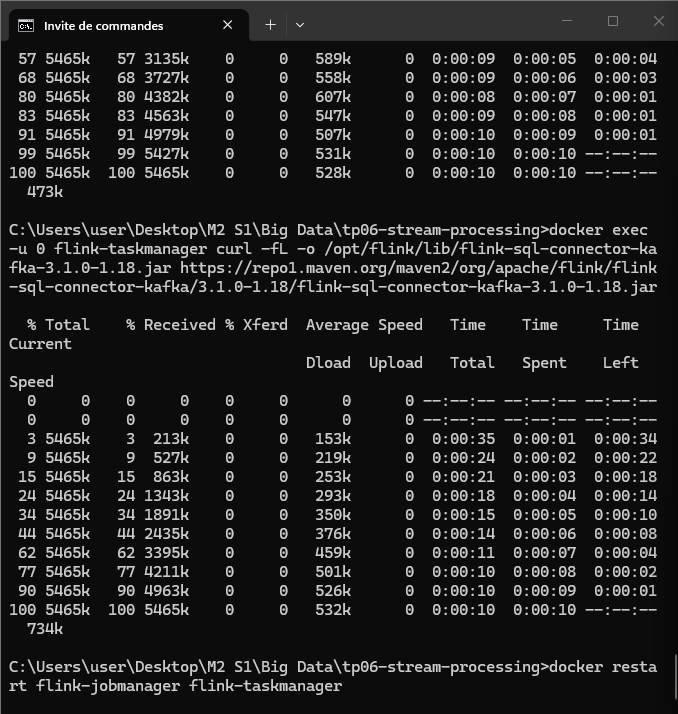 Invite de commandes
57 5465k   57 3135k    0     0   589k      0  0:00:09  0:00:05  0:00:04
68 5465k   68 3727k    0     0   558k      0  0:00:09  0:00:06  0:00:03
80 5465k   80 4382k    0     0   607k      0  0:00:08  0:00:07  0:00:01
83 5465k   83 4563k    0     0   547k      0  0:00:09  0:00:08  0:00:01
91 5465k   91 4979k    0     0   507k      0  0:00:10  0:00:09  0:00:01
99 5465k   99 5427k    0     0   531k      0  0:00:10  0:00:10 --:--:--
100 5465k  100 5465k    0     0   528k      0  0:00:10  0:00:10 --:--:--
473k
C:\Users\user\Desktop\M2 S1\Big Data\tp06-stream-processing>docker exec
-u 0 flink-taskmanager curl -fL -o /opt/flink/lib/flink-sql-connector-ka
fka-3.1.0-1.18.jar https://repo1.maven.org/maven2/org/apache/flink/flink
-sql-connector-kafka/3.1.0-1.18/flink-sql-connector-kafka-3.1.0-1.18.jar
% Total    % Received % Xferd  Average Speed   Time    Time     Time
Current
Dload  Upload   Total   Spent    Left
Speed
0     0    0     0    0     0      0      0 --:--:-- --:--:-- --:--:--
0     0    0     0    0     0      0      0 --:--:-- --:--:-- --:--:--
3 5465k    3  213k    0     0   153k      0  0:00:35  0:00:01  0:00:34
9 5465k    9  527k    0     0   219k      0  0:00:24  0:00:02  0:00:22
15 5465k   15  863k    0     0   253k      0  0:00:21  0:00:03  0:00:18
24 5465k   24 1343k    0     0   293k      0  0:00:18  0:00:04  0:00:14
34 5465k   34 1891k    0     0   350k      0  0:00:15  0:00:05  0:00:10
44 5465k   44 2435k    0     0   376k      0  0:00:14  0:00:06  0:00:08
62 5465k   62 3395k    0     0   459k      0  0:00:11  0:00:07  0:00:04
77 5465k   77 4211k    0     0   501k      0  0:00:10  0:00:08  0:00:02
90 5465k   90 4963k    0     0   526k      0  0:00:10  0:00:09  0:00:01
100 5465k  100 5465k    0     0   532k      0  0:00:10  0:00:10 --:--:--
734k
C:\Users\user\Desktop\M2 S1\Big Data\tp06-stream-processing>docker resta
rt flink-jobmanager flink-taskmanager